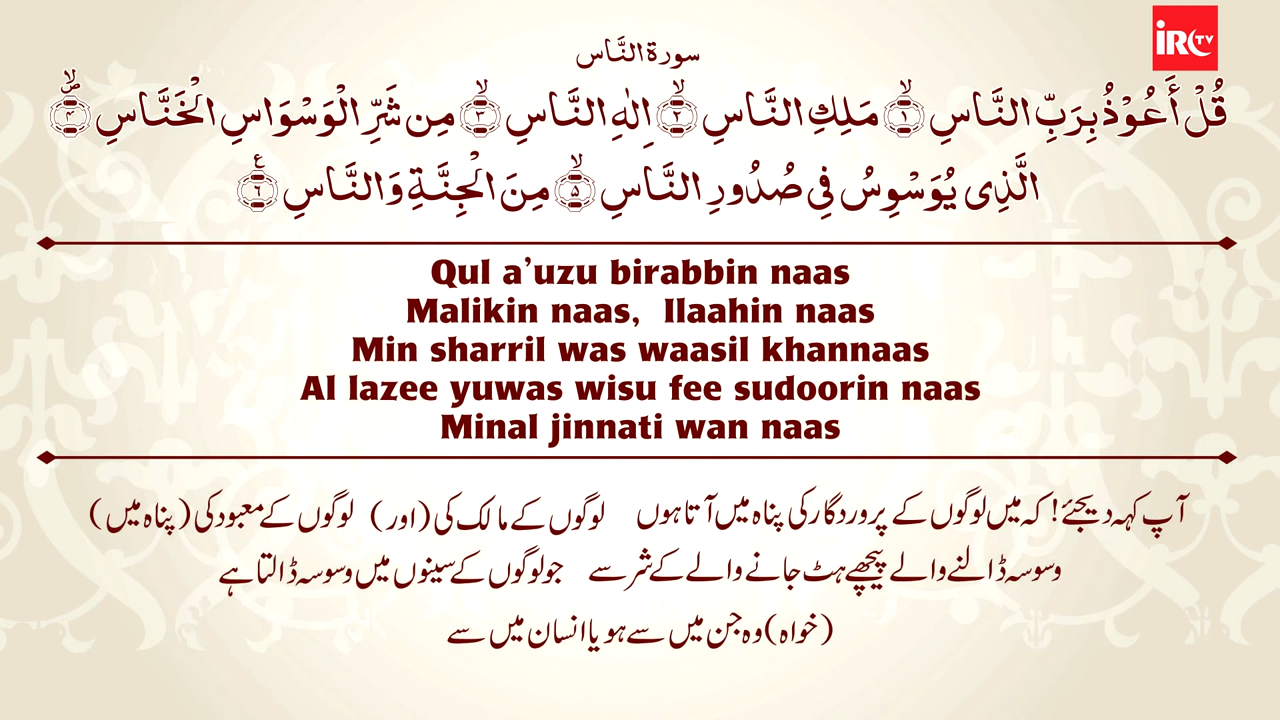 iRC TV
سورة النَّاس
قُلْ أَعُوْذُ بِرَبِّ النَّاسِ ۙ﴿١﴾ مَلِكِ النَّاسِ ۙ﴿٢﴾ اِلٰهِ النَّاسِ ۙ﴿٣﴾ مِن شَرِّ الْوَسْوَاسِ الْخَنَّاسِ ۙ﴿۴﴾
الَّذِى يُوَسْوِسُ فِى صُدُورِ النَّاسِ ۙ﴿۵﴾ مِنَ الْجِنَّةِ وَالنَّاسِ ﴿٦﴾
Qul a’uzu birabbin naas
Malikin naas, Ilaahin naas
Min sharril was waasil khannaas
Al lazee yuwas wisu fee sudoorin naas
Minal jinnati wan naas
آپ کہہ دیجئے! کہ میں لوگوں کے پروردگار کی پناہ میں آتا ہوں لوگوں کے مالک کی (اور) لوگوں کے معبود کی (پناہ میں)
وسوسہ ڈالنے والے پیچھے ہٹ جانے والے کے شر سے جو لوگوں کے سینوں میں وسوسہ ڈالتا ہے
(خواہ) وہ جن میں سے ہو یا انسان میں سے